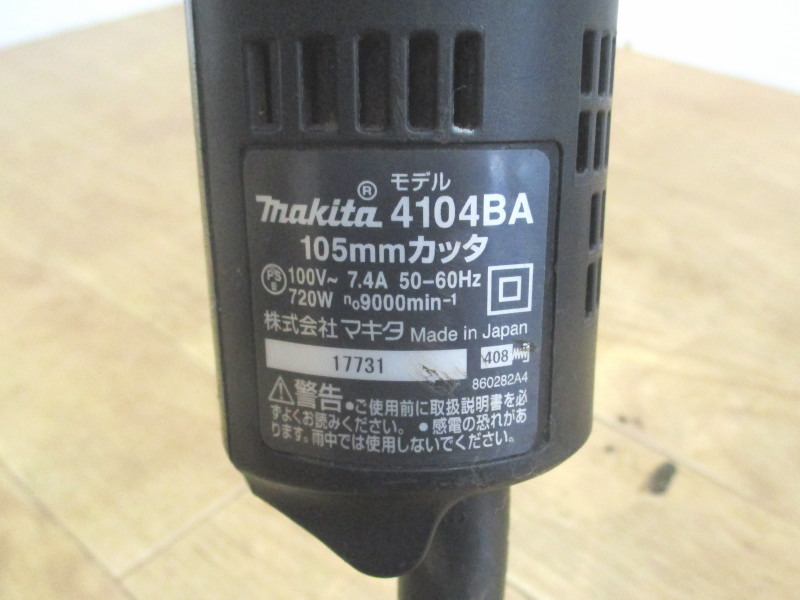 モデル
makita® 4104BA
105mmカッタ
PS E 100V~ 7.4A 50-60Hz
720W n₀9000min⁻¹
株式会社 マキタ Made in Japan
17731 408
860282A4
⚠警告 ●ご使用前に取扱説明書を必
ずよくお読みください。 ●感電の恐れがあ
ります。雨中では使用しないでください。